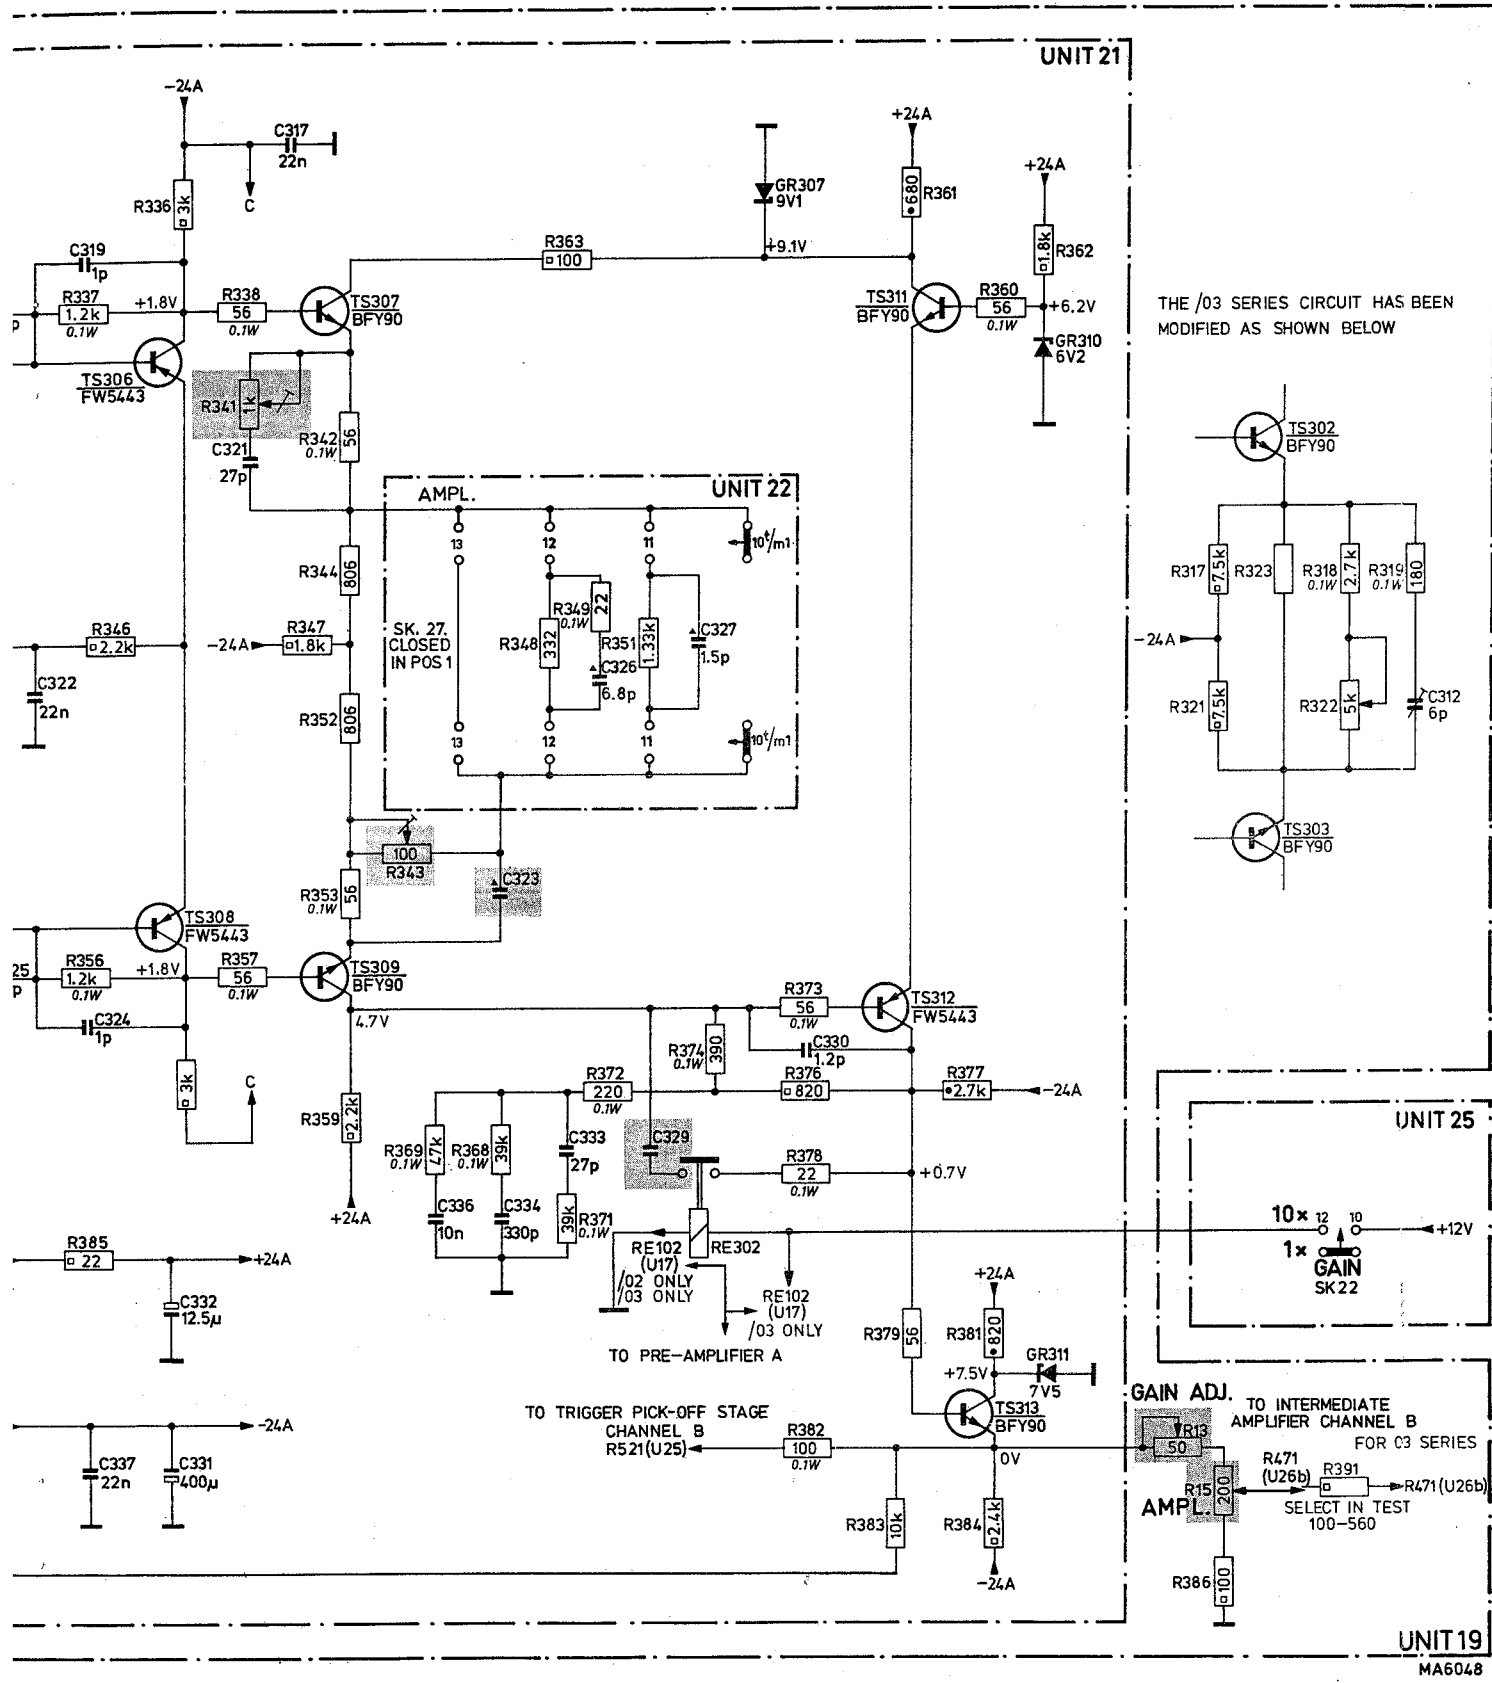 UNIT 21
-24A
C317
22n
C
R336
3k
+24A
GR307
9V1
680
R361
+24A
1.8k
R362
C319
1p
R363
100
+9.1V
R337
1.2k
0.1W
+1.8V
R338
56
0.1W
TS307
BFY90
TS311
BFY90
R360
56
0.1W
+6.2V
GR310
6V2
p
TS306
FW5443
THE /03 SERIES CIRCUIT HAS BEEN
MODIFIED AS SHOWN BELOW
R341
1k
R342
0.1W
56
C321
27p
TS302
BFY90
AMPL.
UNIT 22
13
12
11
10t/m1
R344
806
R349
0.1W
22
R348
332
R351
1.33k
C327
1.5p
C326
6.8p
SK. 27.
CLOSED
IN POS 1
R317
7.5k
R323
R318
0.1W
2.7k
R319
0.1W
180
R346
2.2k
-24A
R347
1.8k
-24A
C322
22n
R352
806
R321
7.5k
R322
5k
C312
6p
13
12
11
10t/m1
100
R343
C323
R353
0.1W
56
TS303
BFY90
TS308
FW5443
25
p
R356
1.2k
0.1W
+1.8V
R357
56
0.1W
TS309
BFY90
4.7V
R373
56
0.1W
TS312
FW5443
C324
1p
R374
0.1W
390
C330
1.2p
3k
C
R359
2.2k
R372
220
0.1W
R376
820
R377
2.7k
-24A
UNIT 25
R369
0.1W
47k
R368
0.1W
39k
C333
27p
C329
R378
22
0.1W
+0.7V
C336
10n
C334
330p
39k
R371
0.1W
+24A
RE302
10x
12
10
+12V
1x
GAIN
SK22
RE102
(U17)
/02 ONLY
/03 ONLY
RE102
(U17)
/03 ONLY
TO PRE-AMPLIFIER A
R385
22
+24A
C332
12.5µ
+24A
R379
56
R381
820
GR311
7V5
+7.5V
-24A
C337
22n
C331
400µ
TO TRIGGER PICK-OFF STAGE
CHANNEL B
R521(U25)
R382
100
0.1W
TS313
BFY90
0V
GAIN ADJ.
R13
50
TO INTERMEDIATE
AMPLIFIER CHANNEL B
FOR 03 SERIES
R471
(U26b)
R391
R471(U26b)
SELECT IN TEST
100-560
R15
200
AMPL.
R383
10k
R384
2.4k
-24A
R386
100
UNIT 19
MA6048